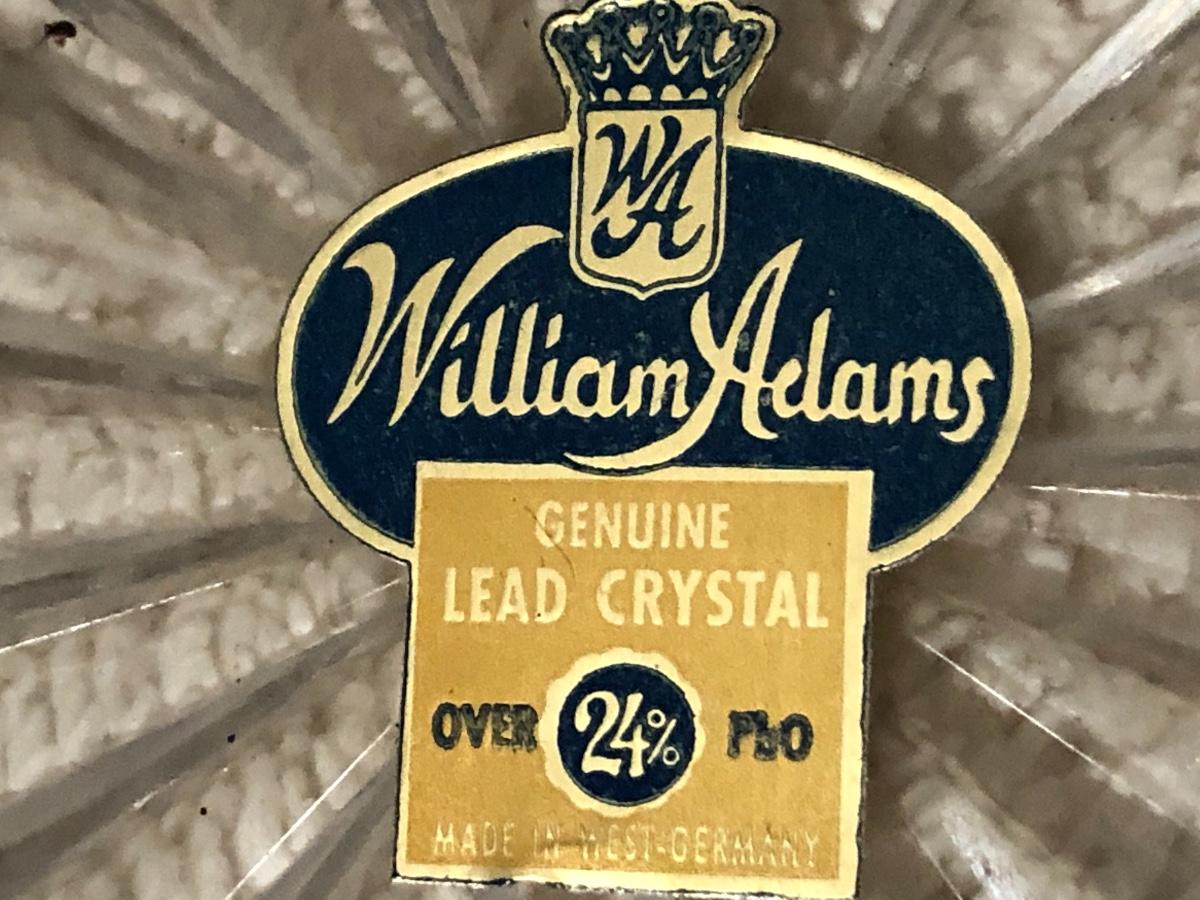 WA
William Adams
GENUINE
LEAD CRYSTAL
OVER 24% PbO
MADE IN WEST-GERMANY